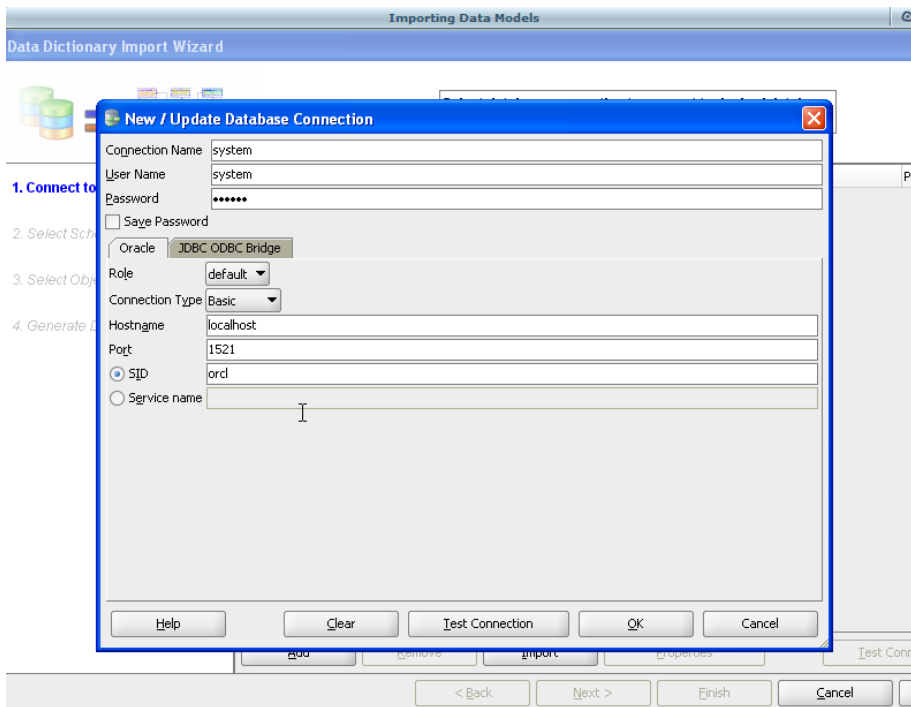 Importing Data Models
Data Dictionary Import Wizard
New / Update Database Connection
Connection Name system
User Name system
Password ••••••
Save Password
Oracle JDBC ODBC Bridge
Role default
Connection Type Basic
Hostname localhost
Port 1521
SID orcl
Service name
Help Clear Test Connection OK Cancel
1. Connect to
2. Select Sch
3. Select Obje
4. Generate D
Add Remove Import Properties Test Conn
< Back Next > Finish Cancel